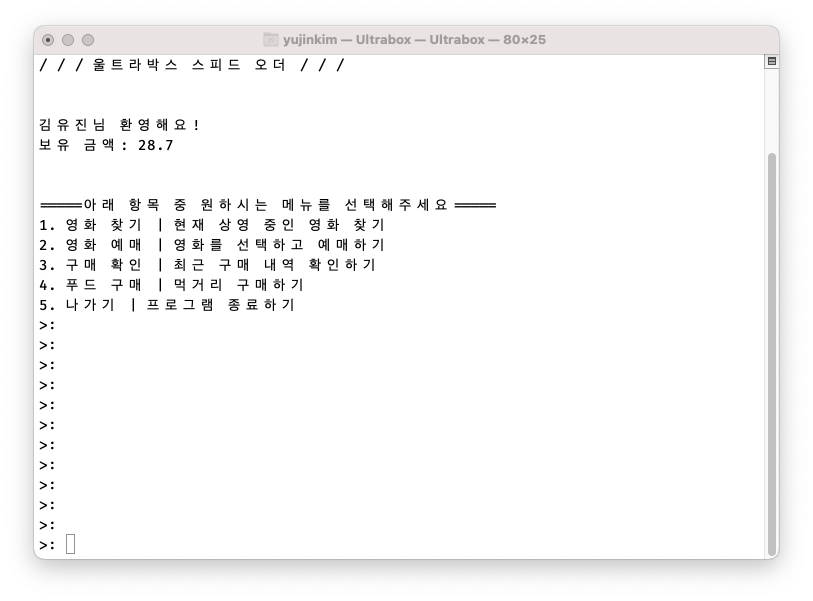 yujinkim — Ultrabox — Ultrabox — 80×25
/ / / 울트라박스 스피드 오더 / / /
김유진님 환영해요!
보유 금액: 28.7
=====아래 항목 중 원하시는 메뉴를 선택해주세요=====
1. 영화 찾기 | 현재 상영 중인 영화 찾기
2. 영화 예매 | 영화를 선택하고 예매하기
3. 구매 확인 | 최근 구매 내역 확인하기
4. 푸드 구매 | 먹거리 구매하기
5. 나가기 | 프로그램 종료하기
>:
>:
>:
>:
>:
>:
>:
>:
>:
>:
>:
>: